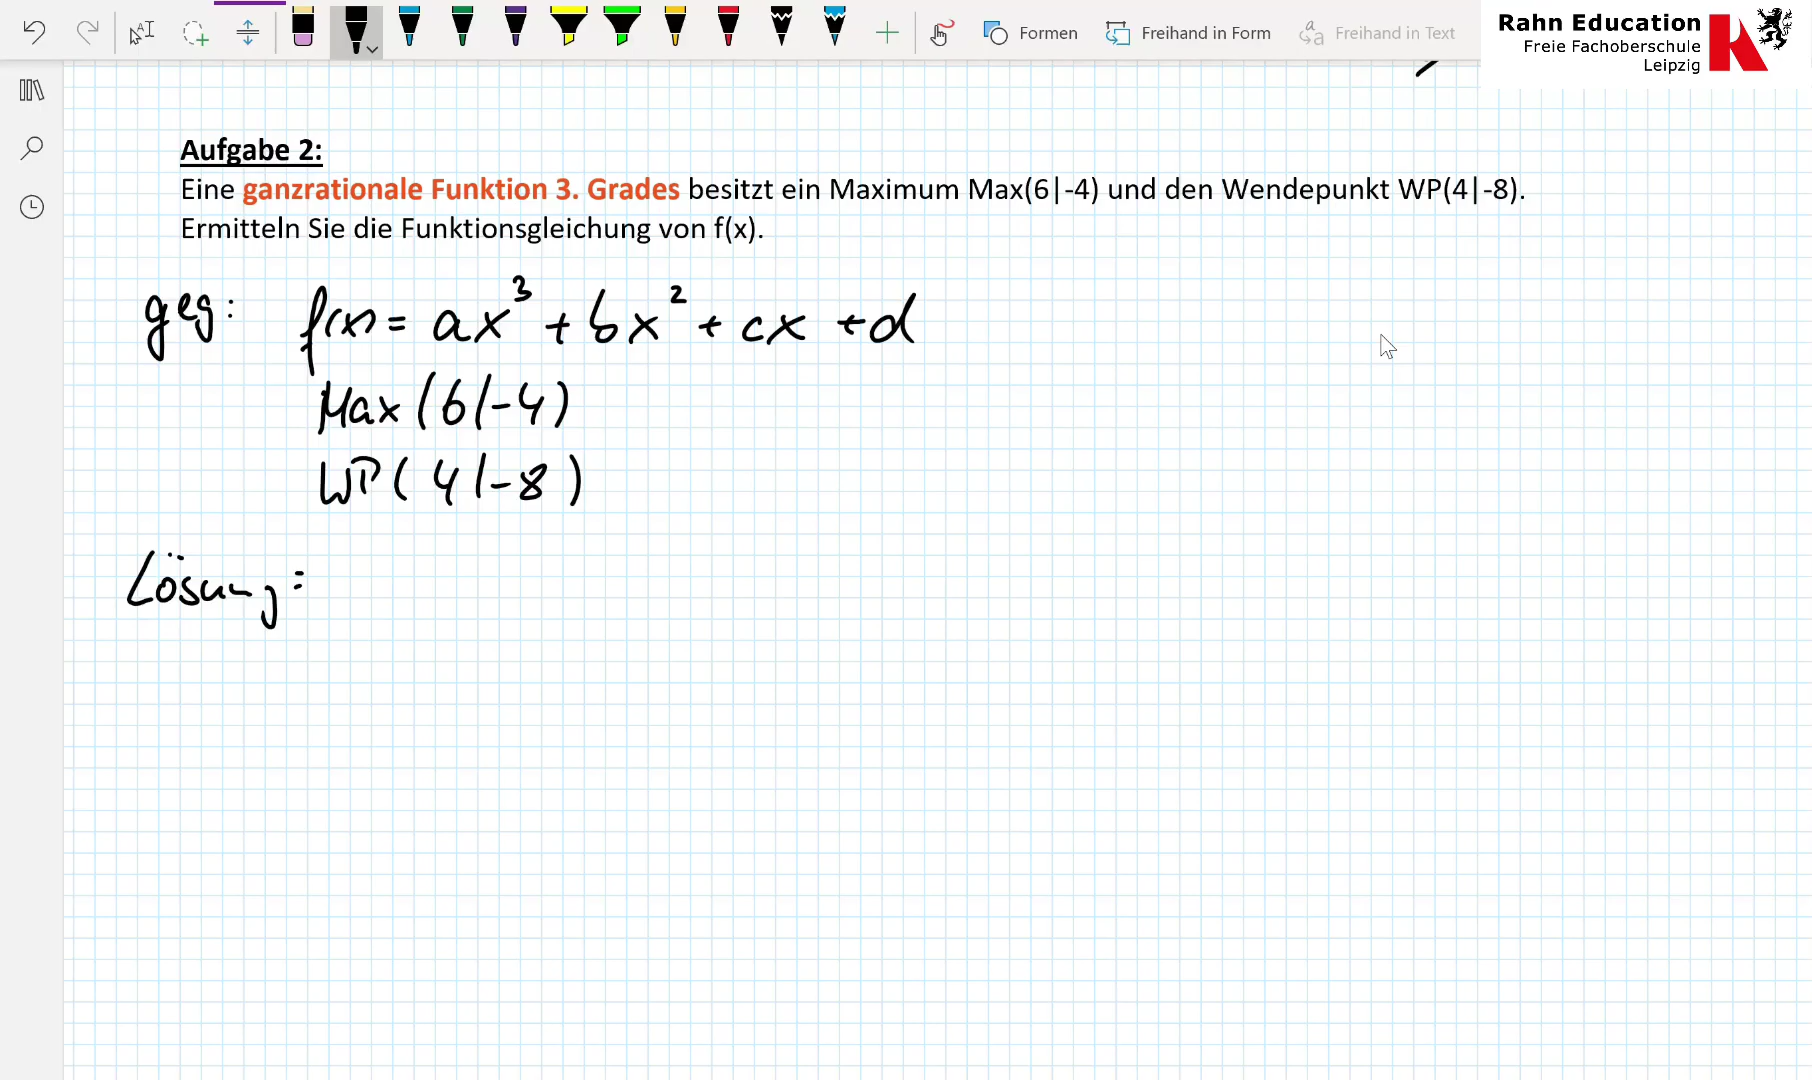 Formen
Freihand in Form
Freihand in Text
Rahn Education
Freie Fachoberschule
Leipzig
Aufgabe 2:
Eine ganzrationale Funktion 3. Grades besitzt ein Maximum Max(6|-4) und den Wendepunkt WP(4|-8).
Ermitteln Sie die Funktionsgleichung von f(x).
geg: f(x) = ax³ + bx² + cx + d
Max (6|-4)
WP (4|-8)
Lösung: